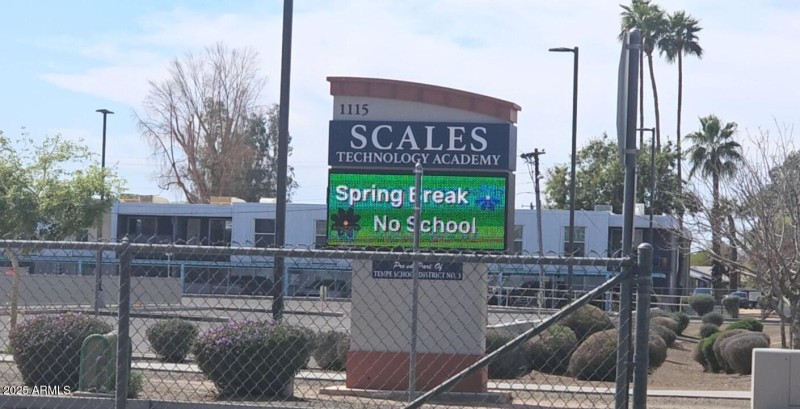 1115
SCALES
TECHNOLOGY ACADEMY
Spring Break
No School
Proud Part Of
TEMPE SCHOOL DISTRICT NO. 3
2025 ARMLS